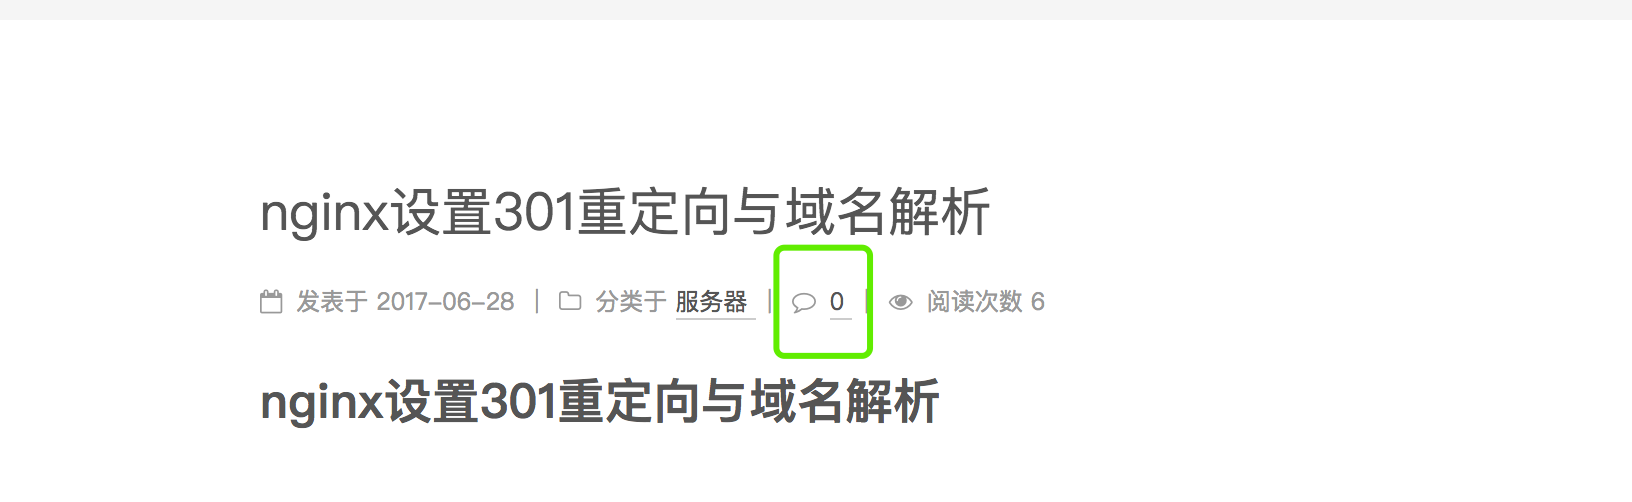 nginx设置301重定向与域名解析
发表于 2017-06-28 | 分类于 服务器 | 0 | 阅读次数 6
nginx设置301重定向与域名解析